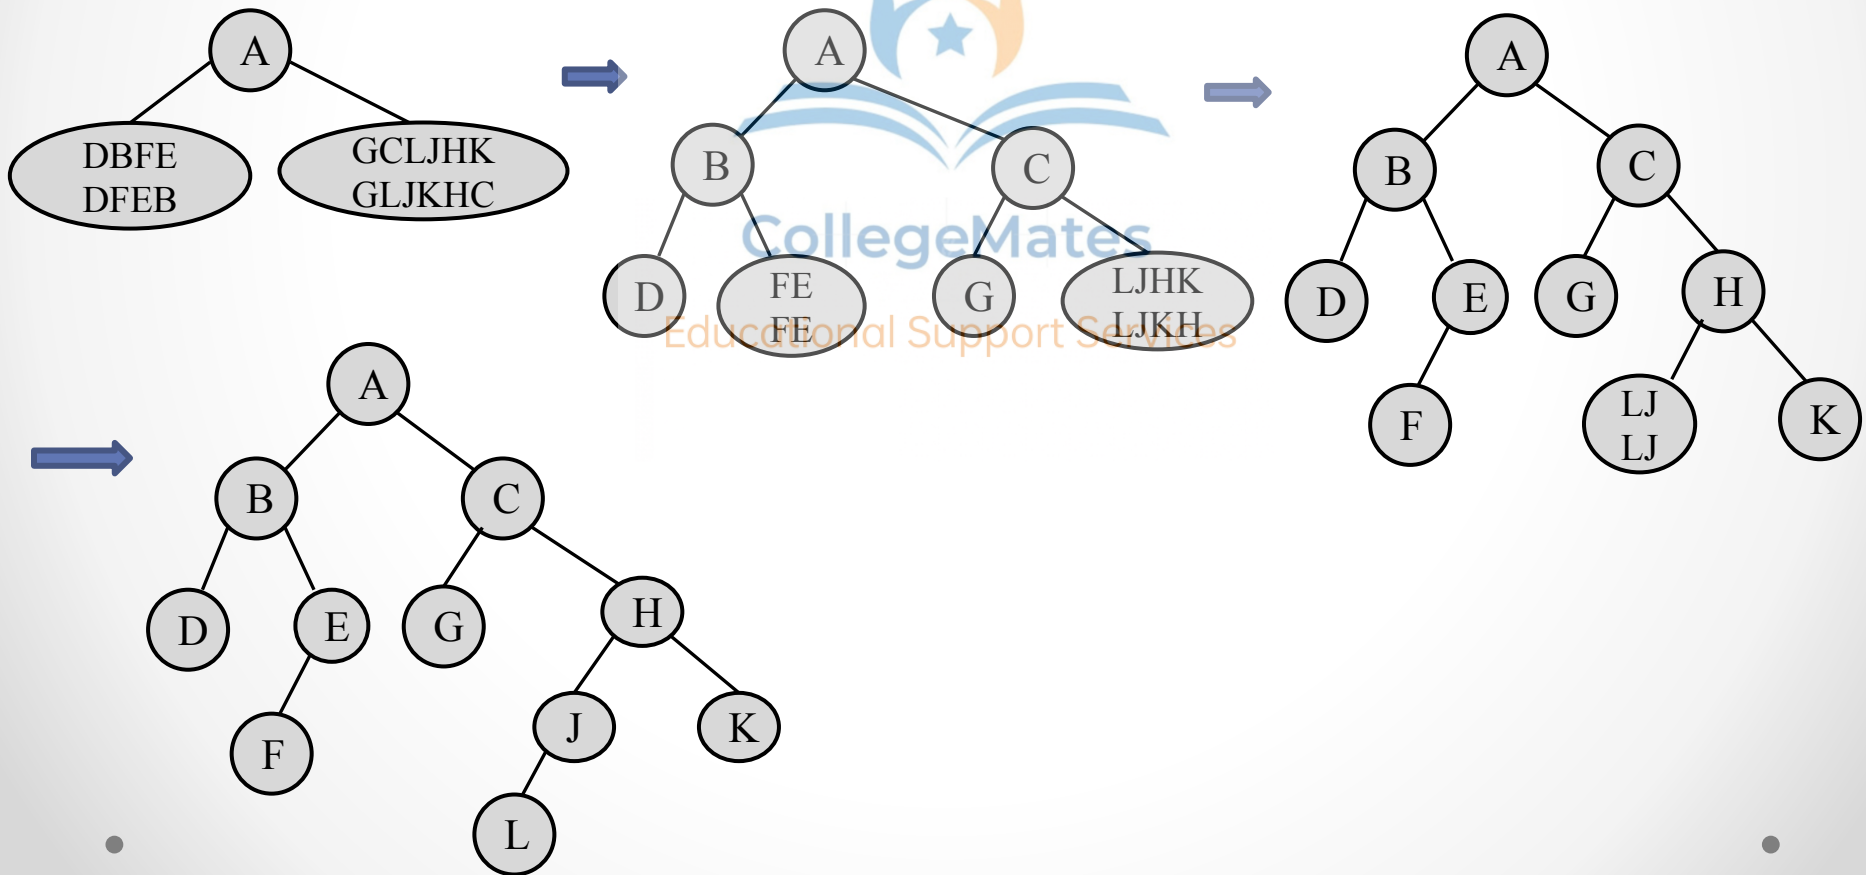 A
DBFE
DFEB
GCLJHK
GLJKHC
A
B
C
D
FE
FE
G
LJHK
LJKH
A
B
C
D
E
G
H
F
LJ
LJ
K
CollegeMates
Educational Support Services
A
B
C
D
E
G
H
F
J
K
L